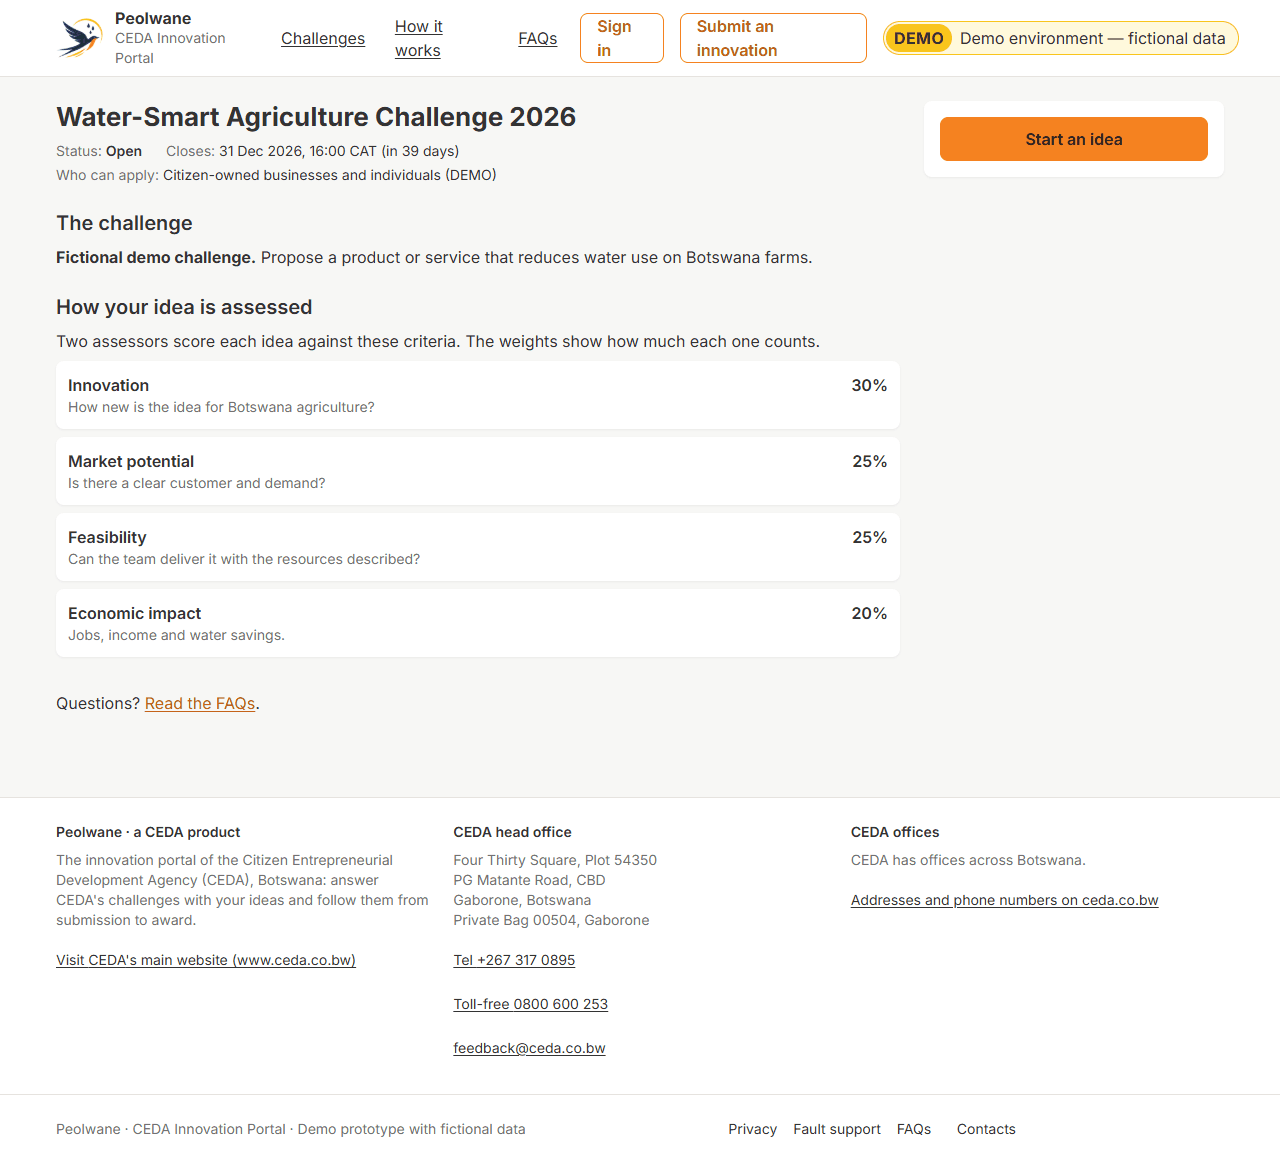 Peolwane
CEDA Innovation
Portal
Challenges
How it
works
FAQs
Sign
in
Submit an
innovation
DEMO Demo environment — fictional data
Water-Smart Agriculture Challenge 2026
Status: Open Closes: 31 Dec 2026, 16:00 CAT (in 39 days)
Who can apply: Citizen-owned businesses and individuals (DEMO)
Start an idea
The challenge
Fictional demo challenge. Propose a product or service that reduces water use on Botswana farms.
How your idea is assessed
Two assessors score each idea against these criteria. The weights show how much each one counts.
Innovation 30%
How new is the idea for Botswana agriculture?
Market potential 25%
Is there a clear customer and demand?
Feasibility 25%
Can the team deliver it with the resources described?
Economic impact 20%
Jobs, income and water savings.
Questions? Read the FAQs.
Peolwane · a CEDA product
The innovation portal of the Citizen Entrepreneurial
Development Agency (CEDA), Botswana: answer
CEDA's challenges with your ideas and follow them from
submission to award.
Visit CEDA's main website (www.ceda.co.bw)
CEDA head office
Four Thirty Square, Plot 54350
PG Matante Road, CBD
Gaborone, Botswana
Private Bag 00504, Gaborone
Tel +267 317 0895
Toll-free 0800 600 253
feedback@ceda.co.bw
CEDA offices
CEDA has offices across Botswana.
Addresses and phone numbers on ceda.co.bw
Peolwane · CEDA Innovation Portal · Demo prototype with fictional data
Privacy Fault support FAQs Contacts